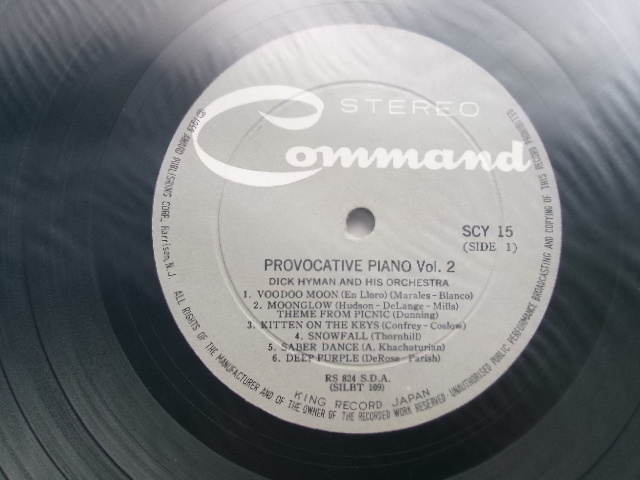 STEREO
Command
SCY 15
(SIDE 1)
PROVOCATIVE PIANO Vol. 2
DICK HYMAN AND HIS ORCHESTRA
1. VOODOO MOON (En Lloro) (Marales - Blanco)
2. MOONGLOW (Hudson - DeLange - Mills)
THEME FROM PICNIC (Dunning)
3. KITTEN ON THE KEYS (Confrey - Coslow)
4. SNOWFALL (Thornhill)
5. SABER DANCE (A. Khachaturian)
6. DEEP PURPLE (DeRose - Parish)
RS 824 S.D.A.
(SILBT 109)
KING RECORD JAPAN
PUBLISHING CORP., Harrison, N.J.
ALL RIGHTS OF THE MANUFACTURER AND OF THE OWNER OF THE RECORDED WORK RESERVED-UNAUTHORISED PUBLIC PERFORMANCE BROADCASTING AND COPYING OF THIS RECORD PROHIBITED